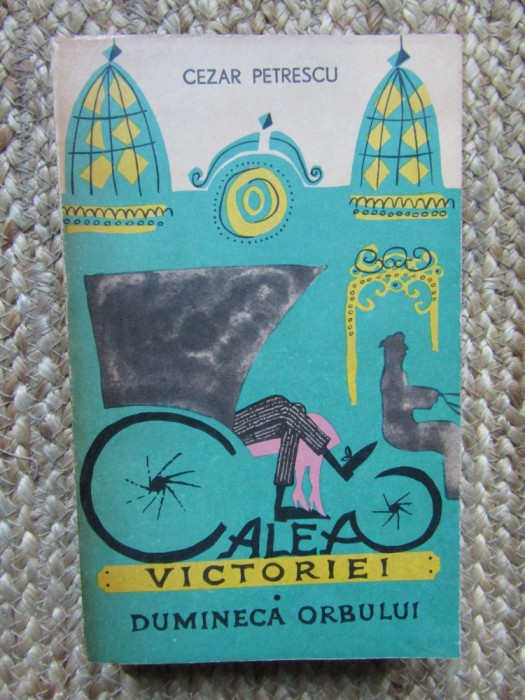 CEZAR PETRESCU
CALEA
VICTORIEI
DUMINECA ORBULUI